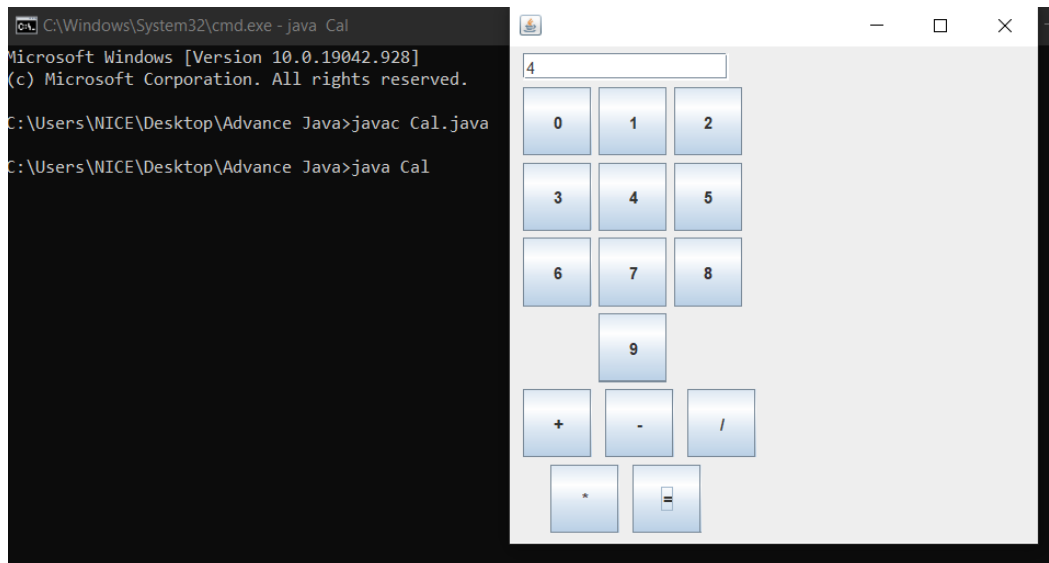 C:\Windows\System32\cmd.exe - java  Cal
Microsoft Windows [Version 10.0.19042.928]
(c) Microsoft Corporation. All rights reserved.
C:\Users\NICE\Desktop\Advance Java>javac Cal.java
C:\Users\NICE\Desktop\Advance Java>java Cal
4
0 1 2
3 4 5
6 7 8
9
+ - /
* =